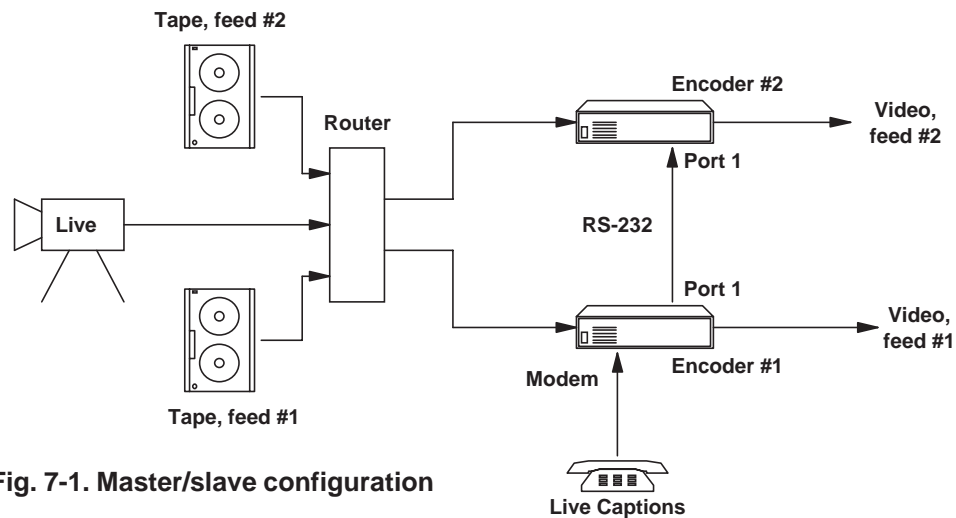 Tape, feed #2
Encoder #2
Video,
feed #2
Router
Port 1
Live
RS-232
Port 1
Video,
feed #1
Encoder #1
Modem
Tape, feed #1
Fig. 7-1. Master/slave configuration
Live Captions